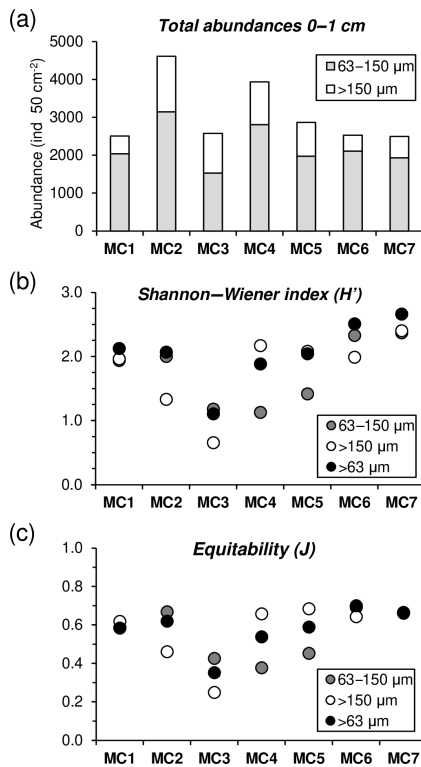 (a)
Total abundances 0–1 cm
Abundance (ind 50 cm-2)
5000
4000
3000
2000
1000
0
63–150 µm
>150 µm
MC1 MC2 MC3 MC4 MC5 MC6 MC7
(b)
Shannon–Wiener index (H’)
3.0
2.0
1.0
0.0
63–150 µm
>150 µm
>63 µm
MC1 MC2 MC3 MC4 MC5 MC6 MC7
(c)
Equitability (J)
1.0
0.8
0.6
0.4
0.2
0.0
63–150 µm
>150 µm
>63 µm
MC1 MC2 MC3 MC4 MC5 MC6 MC7